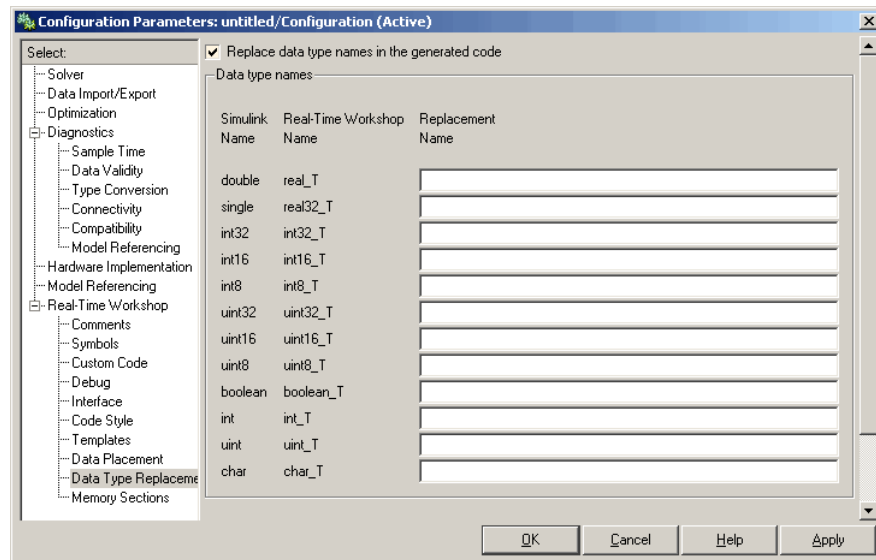 Configuration Parameters: untitled/Configuration (Active)
Select:
Solver
Data Import/Export
Optimization
Diagnostics
Sample Time
Data Validity
Type Conversion
Connectivity
Compatibility
Model Referencing
Hardware Implementation
Model Referencing
Real-Time Workshop
Comments
Symbols
Custom Code
Debug
Interface
Code Style
Templates
Data Placement
Data Type Replaceme
Memory Sections
Replace data type names in the generated code
Data type names
Simulink Name Real-Time Workshop Name Replacement Name
double real_T
single real32_T
int32 int32_T
int16 int16_T
int8 int8_T
uint32 uint32_T
uint16 uint16_T
uint8 uint8_T
boolean boolean_T
int int_T
uint uint_T
char char_T
OK Cancel Help Apply